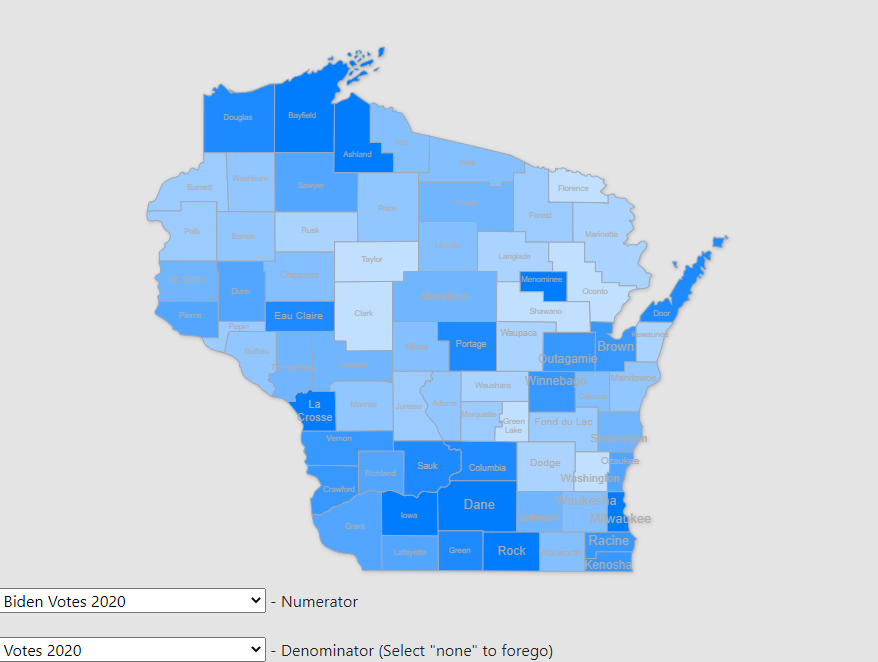 Douglas
Bayfield
Ashland
Burnett
Washburn
Sawyer
Florence
Polk
Barron
Rusk
Price
Forest
Marinette
Taylor
Lincoln
Langlade
Oconto
Menominee
St. Croix
Dunn
Chippewa
Marathon
Clark
Shawano
Pierce
Pepin
Eau Claire
Door
Portage
Wood
Waupaca
Outagamie
Brown
Kewaunee
Buffalo
Jackson
Waushara
Winnebago
Calumet
Manitowoc
La
Crosse
Monroe
Juneau
Adams
Marquette
Green
Lake
Fond du Lac
Sheboygan
Vernon
Sauk
Columbia
Dodge
Ozaukee
Washington
Richland
Crawford
Iowa
Dane
Jefferson
Waukesha
Milwaukee
Grant
Lafayette
Green
Rock
Walworth
Racine
Kenosha
Biden Votes 2020 - Numerator
Votes 2020 - Denominator (Select "none" to forego)